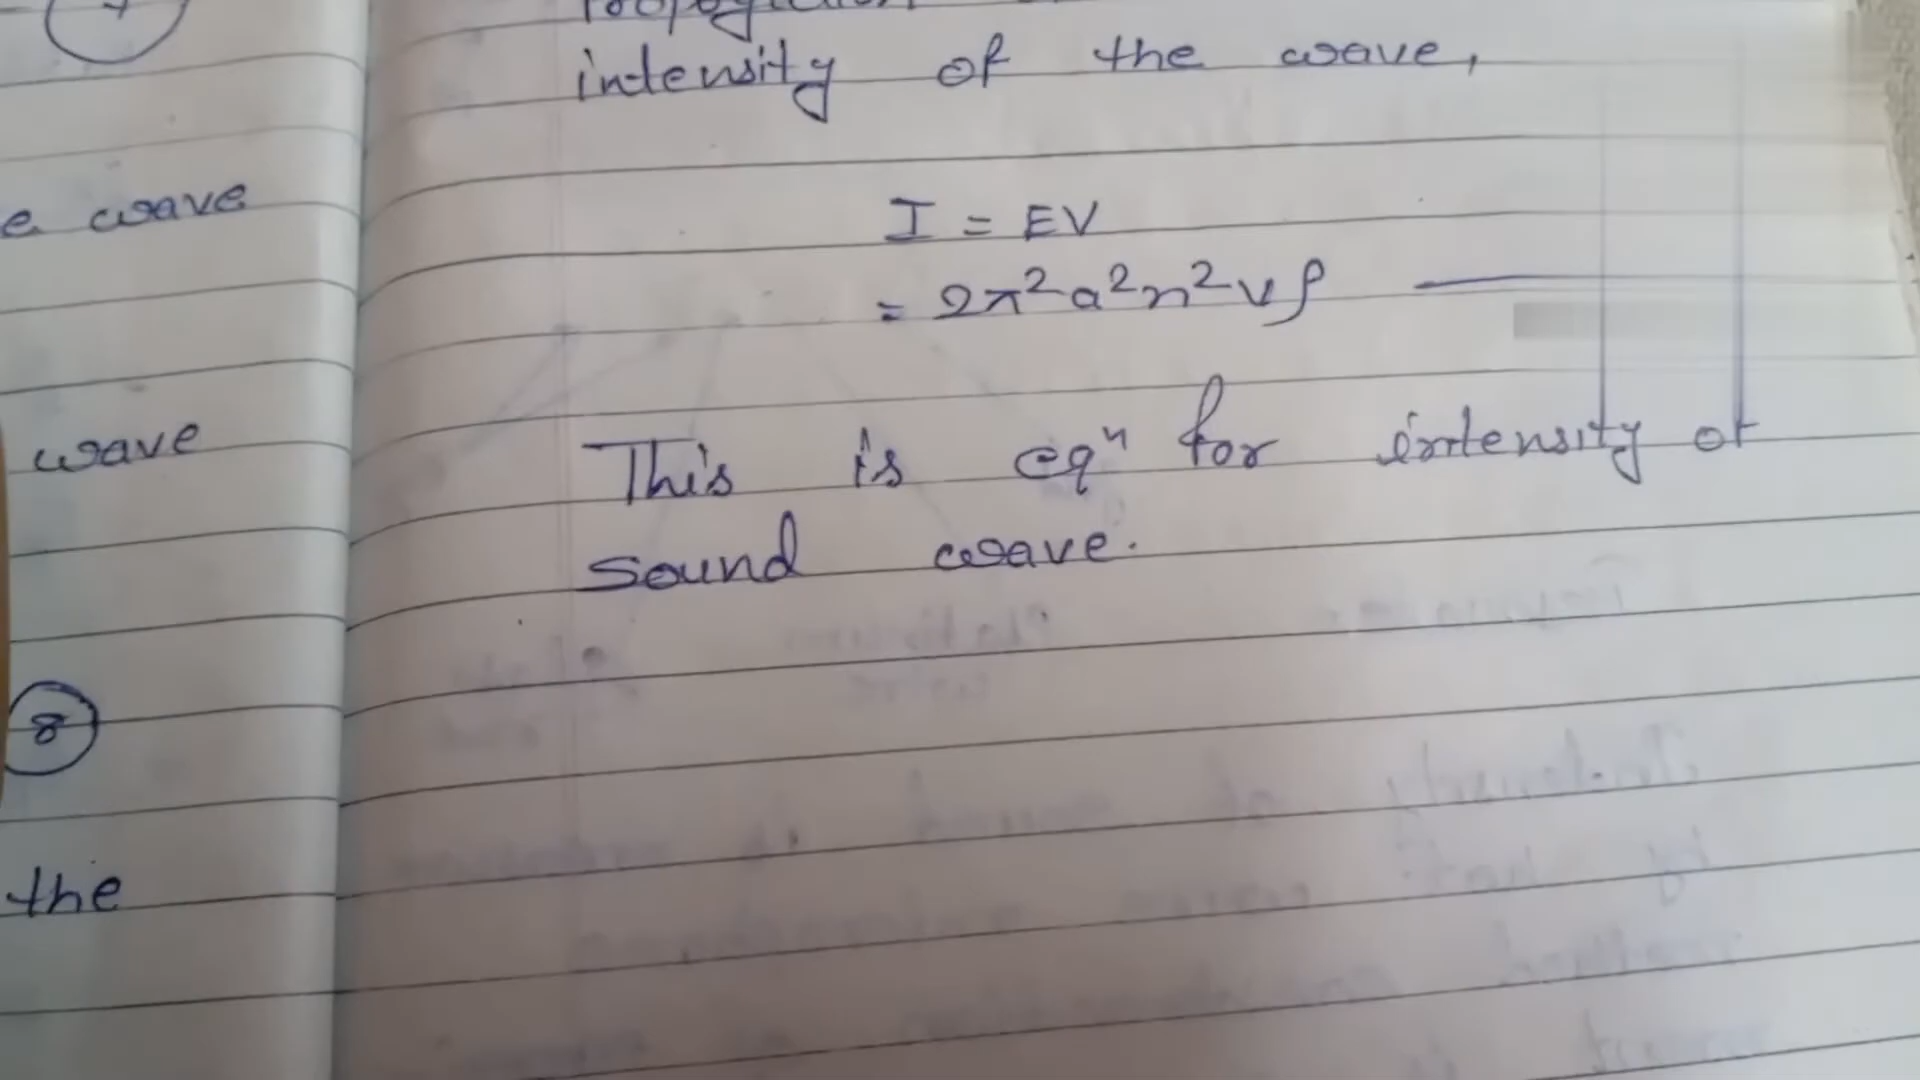 e wave
wave
8
the
intensity of the wave,
I = EV
= 2π²a²n²vρ
This is eqⁿ for intensity of
sound wave.